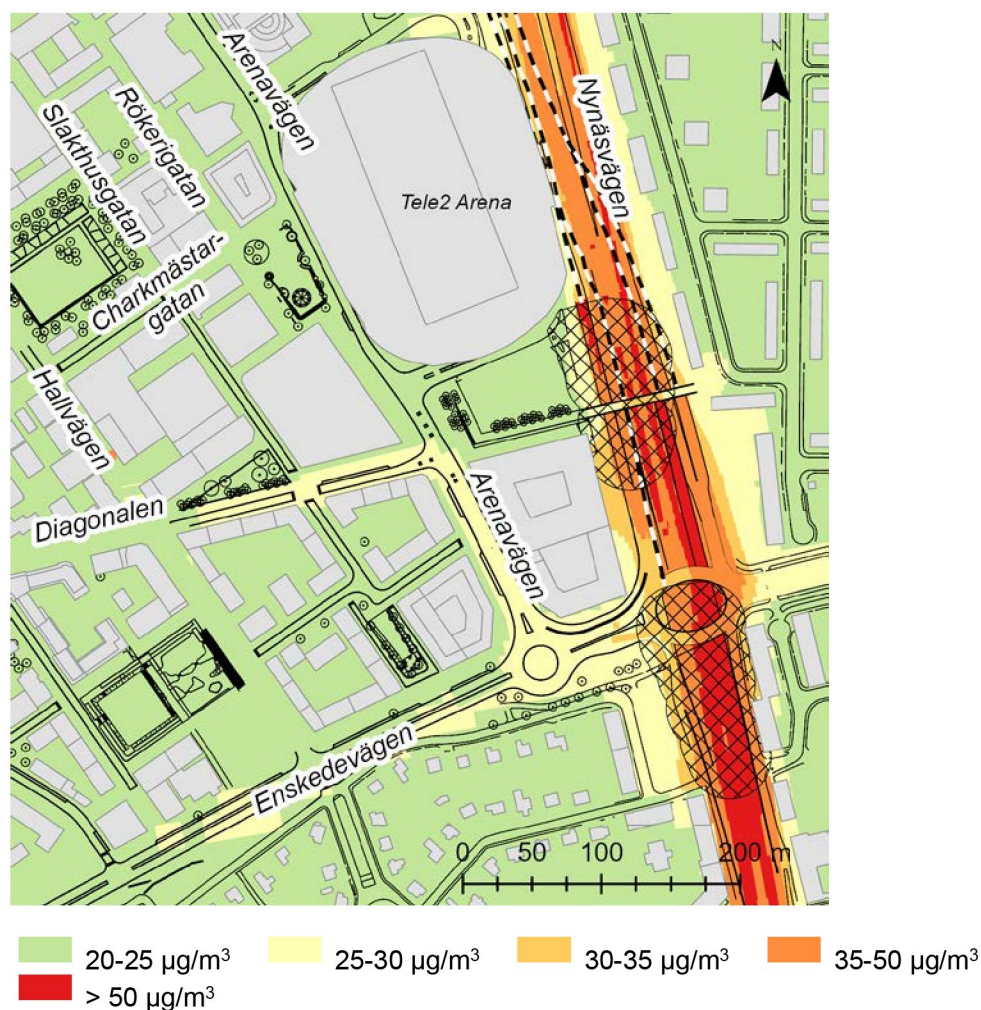 Arenavägen
Rökerigatan
Slakthusgatan
Nynäsvägen
N
Tele2 Arena
Charkmästar-
gatan
Hallvägen
Diagonalen
Arenavägen
Enskedevägen
0 50 100 200 m
20-25 µg/m³ 25-30 µg/m³ 30-35 µg/m³ 35-50 µg/m³
> 50 µg/m³